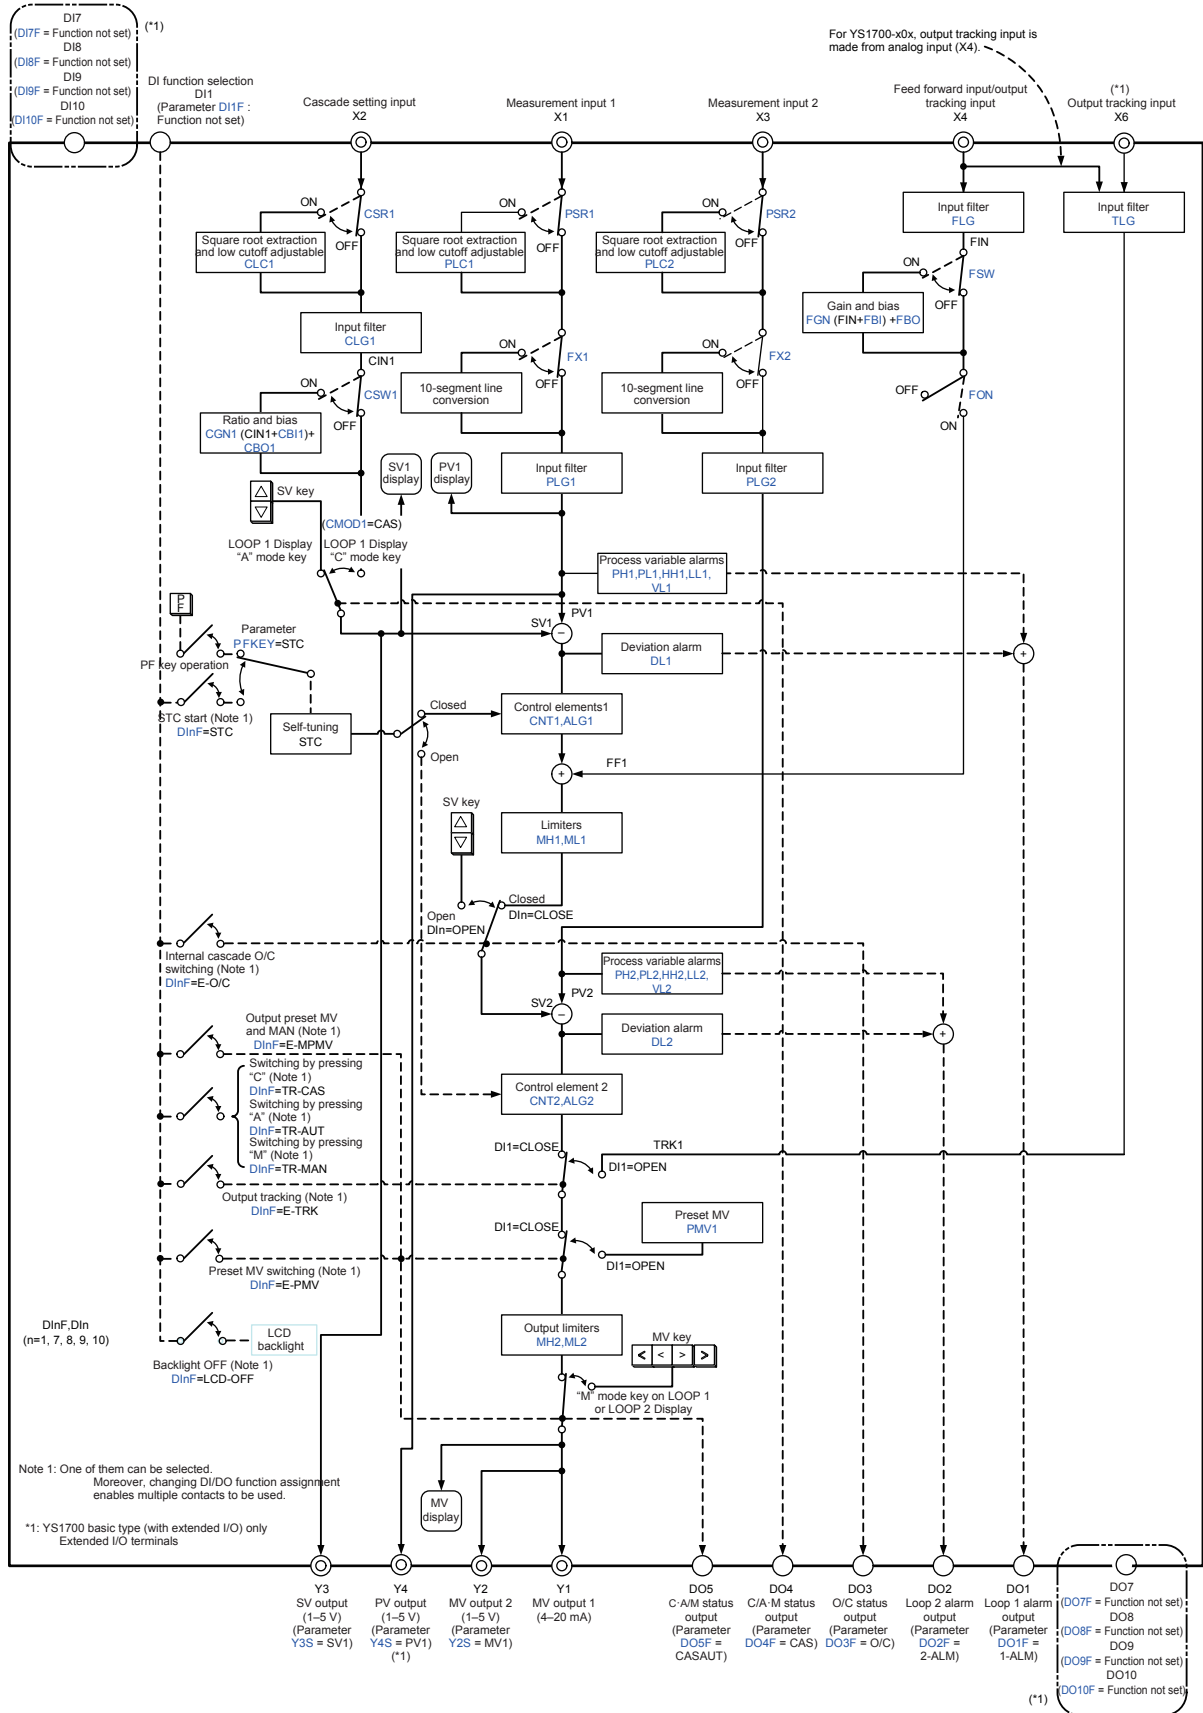 DI7
(DI7F = Function not set)
DI8
(DI8F = Function not set)
DI9
(DI9F = Function not set)
DI10
(DI10F = Function not set)
(*1)
DI function selection
DI1
(Parameter DI1F :
Function not set)
Cascade setting input
X2
Measurement input 1
X1
Measurement input 2
X3
For YS1700-x0x, output tracking input is
made from analog input (X4).
Feed forward input/output
tracking input
X4
(*1)
Output tracking input
X6
ON
CSR1
OFF
Square root extraction
and low cutoff adjustable
CLC1
ON
PSR1
OFF
Square root extraction
and low cutoff adjustable
PLC1
ON
PSR2
OFF
Square root extraction
and low cutoff adjustable
PLC2
Input filter
FLG
Input filter
TLG
FIN
ON
FSW
OFF
Gain and bias
FGN (FIN+FBI) +FBO
Input filter
CLG1
CIN1
ON
CSW1
OFF
Ratio and bias
CGN1 (CIN1+CBI1)+
CBO1
ON
FX1
OFF
10-segment line
conversion
ON
FX2
OFF
10-segment line
conversion
OFF
FON
ON
SV1
display
PV1
display
Input filter
PLG1
Input filter
PLG2
SV key
(CMOD1=CAS)
LOOP 1 Display
“A” mode key
LOOP 1 Display
“C” mode key
Process variable alarms
PH1,PL1,HH1,LL1,
VL1
P
F
PV1
SV1
–
Parameter
PFKEY=STC
PF key operation
Deviation alarm
DL1
+
STC start (Note 1)
DInF=STC
Self-tuning
STC
Closed
Open
Control elements1
CNT1,ALG1
+
FF1
SV key
Limiters
MH1,ML1
Closed
DIn=CLOSE
Open
DIn=OPEN
Internal cascade O/C
switching (Note 1)
DInF=E-O/C
Process variable alarms
PH2,PL2,HH2,LL2,
VL2
PV2
SV2
–
Deviation alarm
DL2
+
Output preset MV
and MAN (Note 1)
DInF=E-MPMV
Switching by pressing
“C” (Note 1)
DInF=TR-CAS
Switching by pressing
“A” (Note 1)
DInF=TR-AUT
Switching by pressing
“M” (Note 1)
DInF=TR-MAN
Control element 2
CNT2,ALG2
DI1=CLOSE
TRK1
DI1=OPEN
Output tracking (Note 1)
DInF=E-TRK
DI1=CLOSE
Preset MV
PMV1
DI1=OPEN
Preset MV switching (Note 1)
DInF=E-PMV
DInF,DIn
(n=1, 7, 8, 9, 10)
LCD
backlight
Backlight OFF (Note 1)
DInF=LCD-OFF
Output limiters
MH2,ML2
MV key
< < > >
“M” mode key on LOOP 1
or LOOP 2 Display
Note 1: One of them can be selected.
Moreover, changing DI/DO function assignment
enables multiple contacts to be used.
*1: YS1700 basic type (with extended I/O) only
Extended I/O terminals
MV
display
Y3
SV output
(1–5 V)
(Parameter
Y3S = SV1)
Y4
PV output
(1–5 V)
(Parameter
Y4S = PV1)
(*1)
Y2
MV output 2
(1–5 V)
(Parameter
Y2S = MV1)
Y1
MV output 1
(4–20 mA)
DO5
C·A/M status
output
(Parameter
DO5F =
CASAUT)
DO4
C/A·M status
output
(Parameter
DO4F = CAS)
DO3
O/C status
output
(Parameter
DO3F = O/C)
DO2
Loop 2 alarm
output
(Parameter
DO2F =
2-ALM)
DO1
Loop 1 alarm
output
(Parameter
DO1F =
1-ALM)
DO7
(DO7F = Function not set)
DO8
(DO8F = Function not set)
DO9
(DO9F = Function not set)
DO10
(DO10F = Function not set)
(*1)